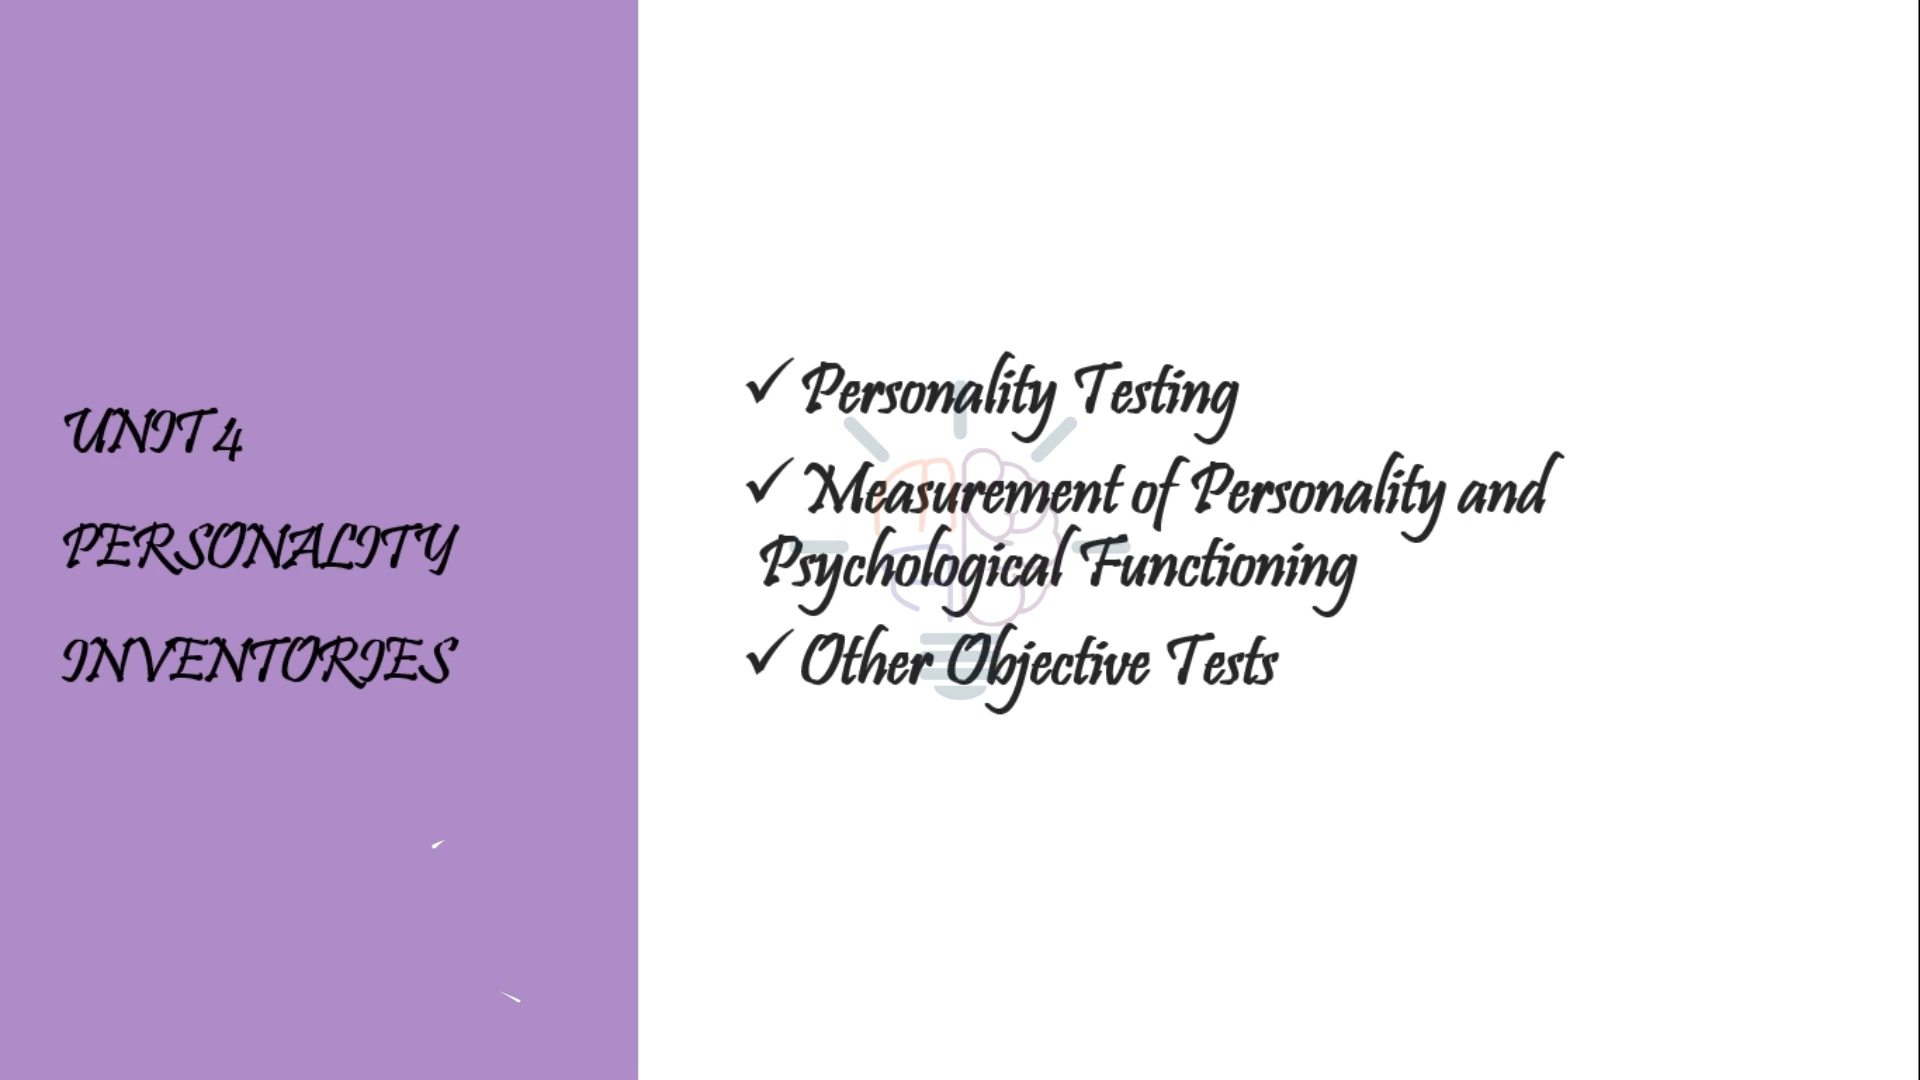 UNIT 4
PERSONALITY
INVENTORIES
✓ Personality Testing
✓ Measurement of Personality and
Psychological Functioning
✓ Other Objective Tests